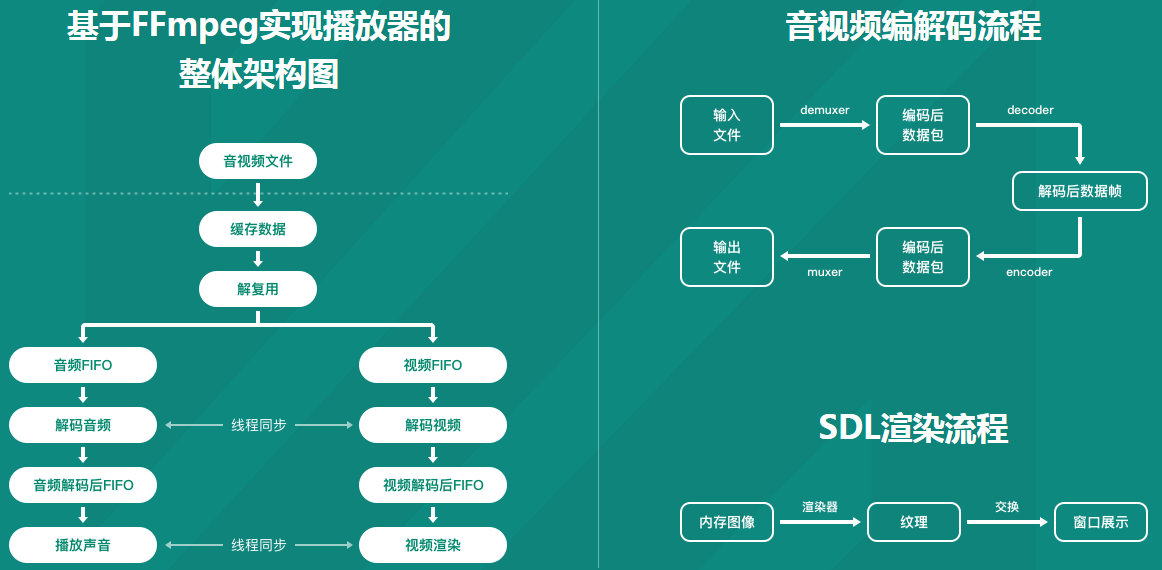 基于FFmpeg实现播放器的
整体架构图
音视频文件
缓存数据
解复用
音频FIFO
视频FIFO
解码音频
线程同步
解码视频
音频解码后FIFO
视频解码后FIFO
播放声音
线程同步
视频渲染
音视频编解码流程
输入
文件
demuxer
编码后
数据包
decoder
解码后数据帧
输出
文件
muxer
编码后
数据包
encoder
SDL渲染流程
内存图像
渲染器
纹理
交换
窗口展示